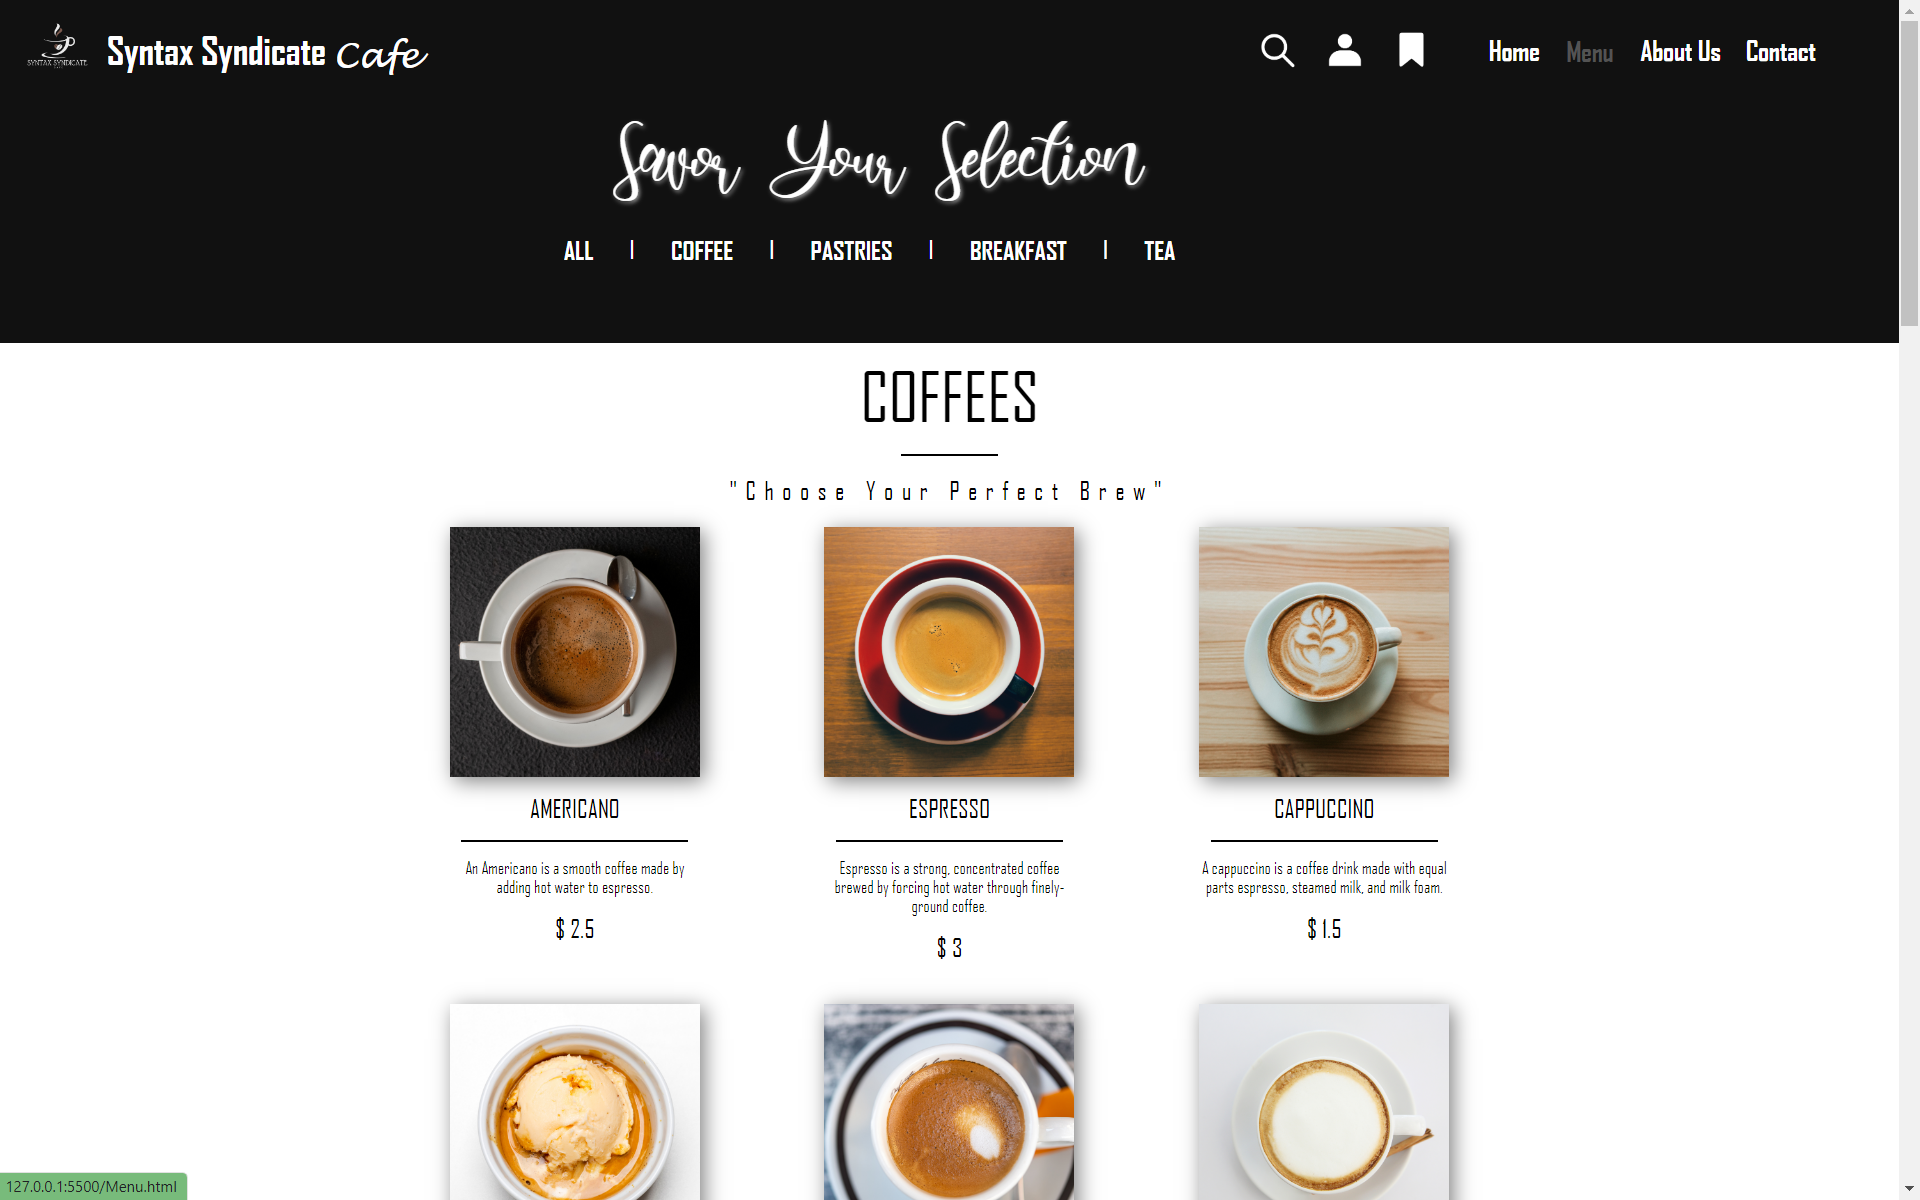 SYNTAX SYNDICATE
Syntax Syndicate Cafe
Home Menu About Us Contact
Savor Your Selection
ALL | COFFEE | PASTRIES | BREAKFAST | TEA
COFFEES
"Choose Your Perfect Brew"
AMERICANO
An Americano is a smooth coffee made by
adding hot water to espresso.
$ 2.5
ESPRESSO
Espresso is a strong, concentrated coffee
brewed by forcing hot water through finely-
ground coffee.
$ 3
CAPPUCCINO
A cappuccino is a coffee drink made with equal
parts espresso, steamed milk, and milk foam.
$ 1.5
127.0.0.1:5500/Menu.html